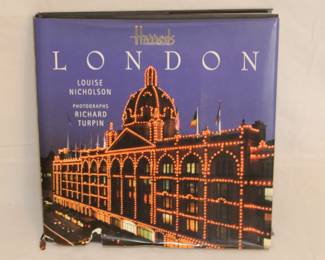 Harrods
LONDON
LOUISE
NICHOLSON
PHOTOGRAPHS
RICHARD
TURPIN